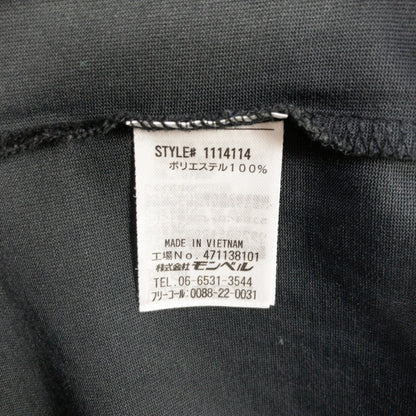 STYLE# 1114114
ポリエステル100%
MADE IN VIETNAM
工場No. 471138101
株式会社モンベル
TEL.06-6531-3544
フリーコール:0088-22-0031